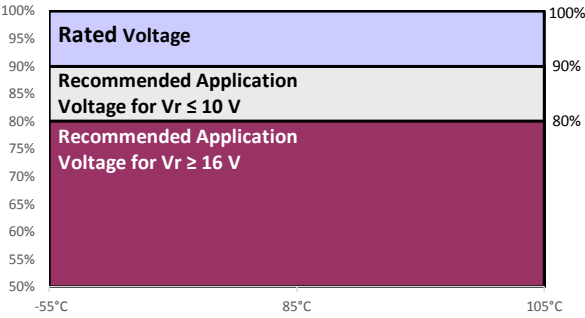 100%
95%
90%
85%
80%
75%
70%
65%
60%
55%
50%
Rated Voltage
Recommended Application
Voltage for Vr ≤ 10 V
Recommended Application
Voltage for Vr ≥ 16 V
100%
90%
80%
-55°C
85°C
105°C